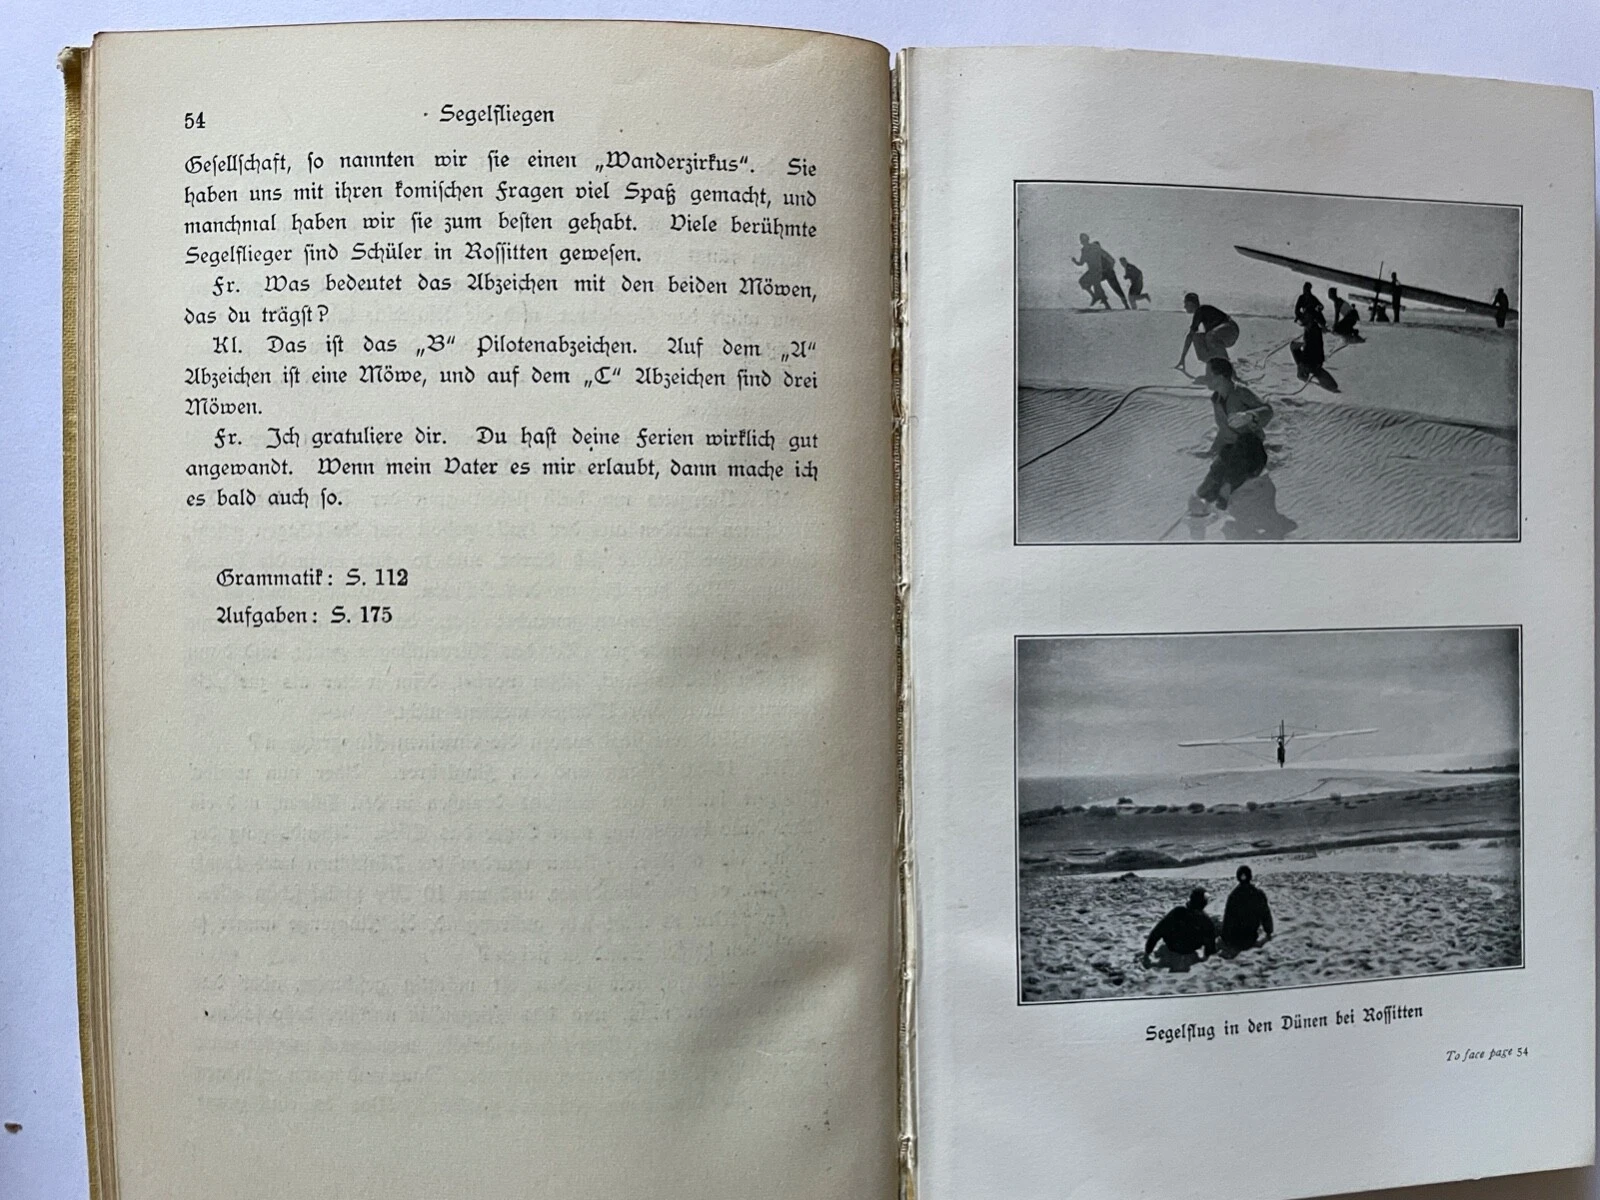 54
Segelfliegen
Geſellſchaft, ſo nannten wir ſie einen „Wanderzirkus“. Sie
haben uns mit ihren komiſchen Fragen viel Spaß gemacht, und
manchmal haben wir ſie zum beſten gehabt. Viele berühmte
Segelflieger ſind Schüler in Roſſitten geweſen.
Fr. Was bedeutet das Abzeichen mit den beiden Möwen,
das du trägſt?
Kl. Das iſt das „B“ Pilotenabzeichen. Auf dem „A“
Abzeichen iſt eine Möwe, und auf dem „C“ Abzeichen ſind drei
Möwen.
Fr. Ich gratuliere dir. Du haſt deine Ferien wirklich gut
angewandt. Wenn mein Vater es mir erlaubt, dann mache ich
es bald auch ſo.
Grammatik: S. 112
Aufgaben: S. 175
Segelflug in den Dünen bei Roſſitten
To face page 54